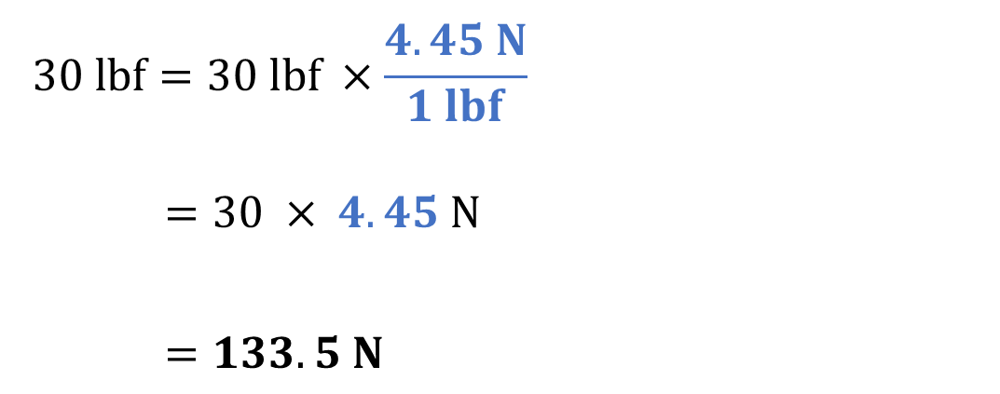 30 lbf = 30 lbf × 4.45 N / 1 lbf
= 30 × 4.45 N
= 133.5 N